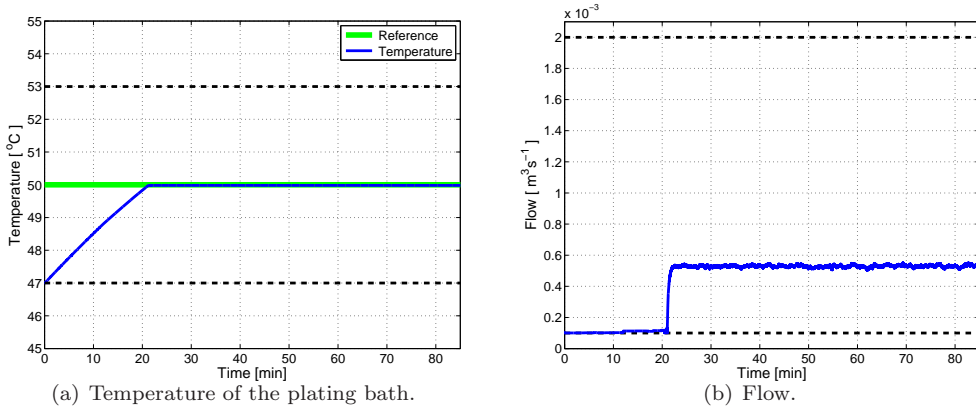 55
54
53
52
51
50
49
48
47
46
45
Temperature [ °C]
0 10 20 30 40 50 60 70 80
Time [min]
Reference
Temperature
(a) Temperature of the plating bath.
x 10⁻³
2
1.8
1.6
1.4
1.2
1
0.8
0.6
0.4
0.2
0
Flow [ m³s⁻¹]
0 10 20 30 40 50 60 70 80
Time [min]
(b) Flow.